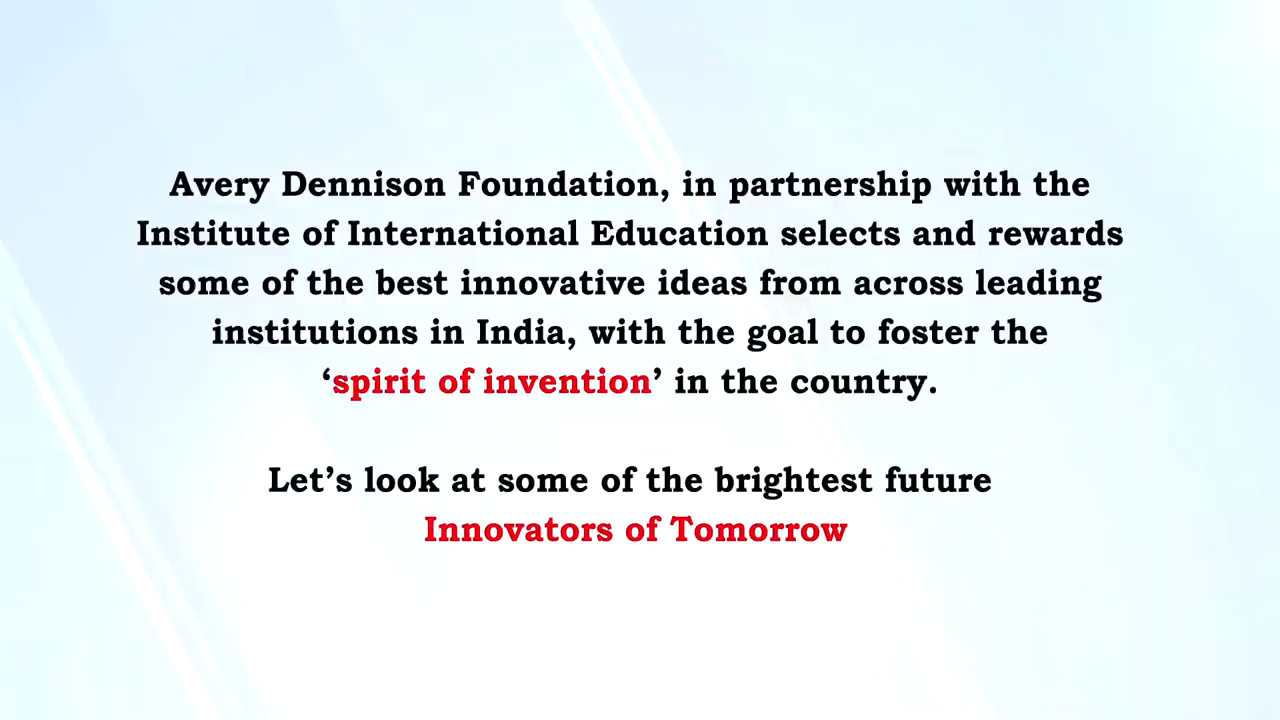 Avery Dennison Foundation, in partnership with the
Institute of International Education selects and rewards
some of the best innovative ideas from across leading
institutions in India, with the goal to foster the
‘spirit of invention’ in the country.
Let’s look at some of the brightest future
Innovators of Tomorrow